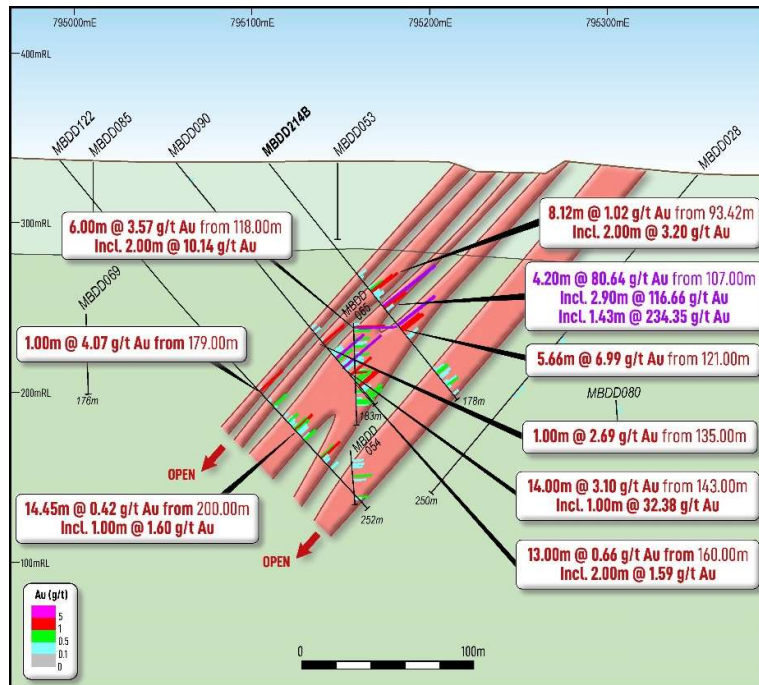 795000mE
795100mE
795200mE
795300mE
400mRL
MBDD122
MBDD085
MBDD090
MBDD214B
MBDD053
MBDD028
300mRL
6.00m @ 3.57 g/t Au from 118.00m
Incl. 2.00m @ 10.14 g/t Au
8.12m @ 1.02 g/t Au from 93.42m
Incl. 2.00m @ 3.20 g/t Au
4.20m @ 80.64 g/t Au from 107.00m
Incl. 2.90m @ 116.66 g/t Au
Incl. 1.43m @ 234.35 g/t Au
MBDD069
MBDD
065
1.00m @ 4.07 g/t Au from 179.00m
5.66m @ 6.99 g/t Au from 121.00m
200mRL
176m
178m
MBDD080
183m
1.00m @ 2.69 g/t Au from 135.00m
MBDD
054
OPEN
14.00m @ 3.10 g/t Au from 143.00m
Incl. 1.00m @ 32.38 g/t Au
14.45m @ 0.42 g/t Au from 200.00m
Incl. 1.00m @ 1.60 g/t Au
252m
250m
OPEN
13.00m @ 0.66 g/t Au from 160.00m
Incl. 2.00m @ 1.59 g/t Au
100mRL
Au (g/t)
5
1
0.5
0.1
0
0
100m